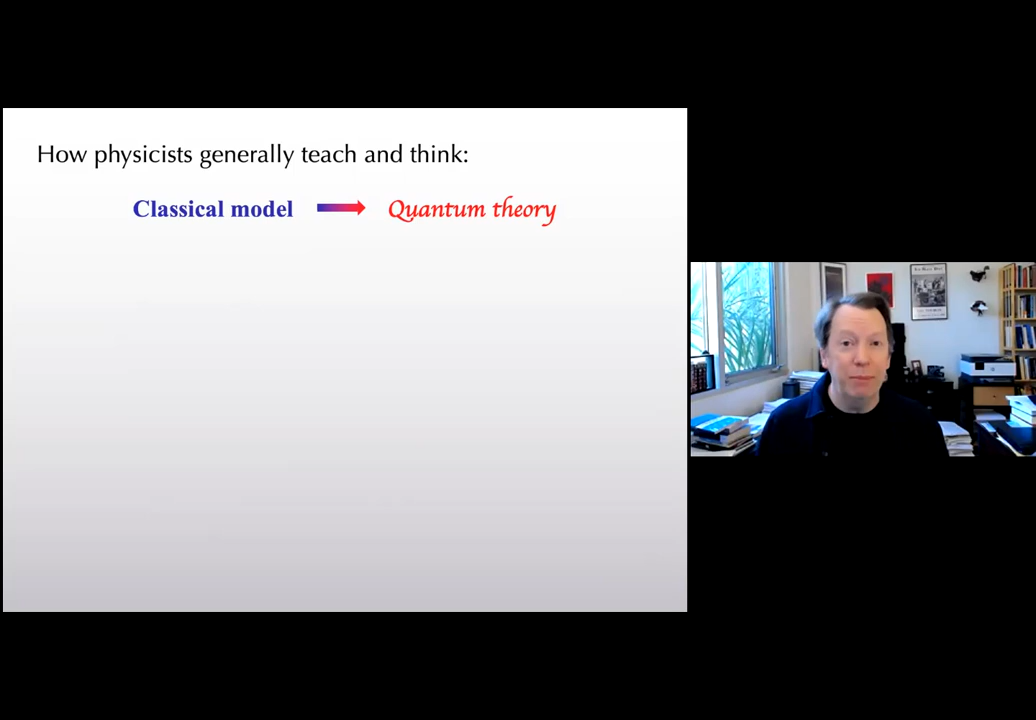 How physicists generally teach and think:
Classical model Quantum theory